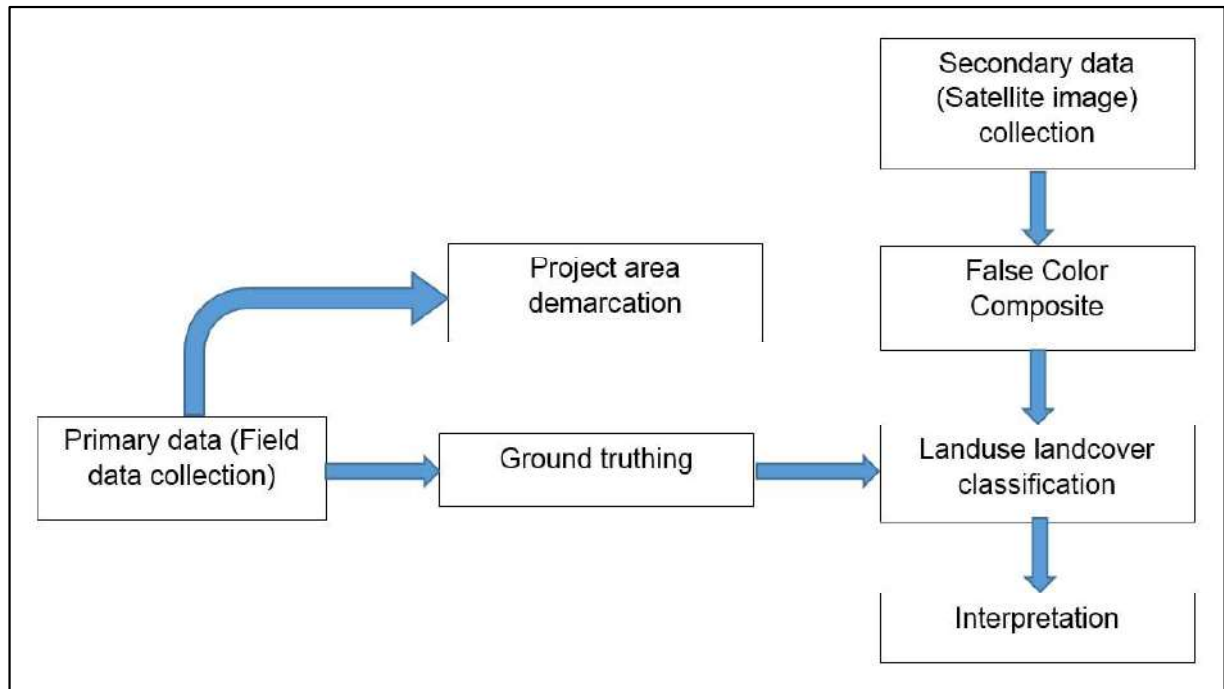 Secondary data
(Satellite image)
collection
Project area
demarcation
False Color
Composite
Primary data (Field
data collection)
Ground truthing
Landuse landcover
classification
Interpretation